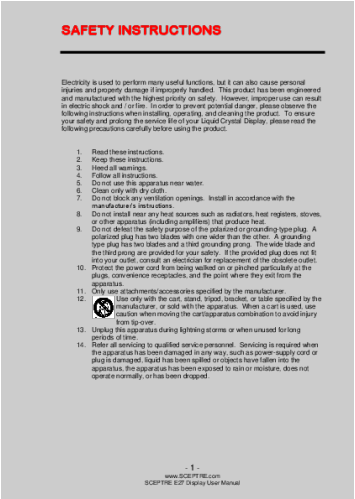 SAFETY INSTRUCTIONS
Electricity is used to perform many useful functions, but it can also cause personal
injuries and property damage if improperly handled. This product has been engineered
and manufactured with the highest priority on safety. However, improper use can result
in electric shock and / or fire. In order to prevent potential danger, please observe the
following instructions when installing, operating, and cleaning the product. To ensure
your safety and prolong the service life of your Liquid Crystal Display, please read the
following precautions carefully before using the product.
1. Read these instructions.
2. Keep these instructions.
3. Heed all warnings.
4. Follow all instructions.
5. Do not use this apparatus near water.
6. Clean only with dry cloth.
7. Do not block any ventilation openings. Install in accordance with the
manufacture's instructions.
8. Do not install near any heat sources such as radiators, heat registers, stoves,
or other apparatus (including amplifiers) that produce heat.
9. Do not defeat the safety purpose of the polarized or grounding-type plug. A
polarized plug has two blades with one wider than the other. A grounding
type plug has two blades and a third grounding prong. The wide blade and
the third prong are provided for your safety. If the provided plug does not fit
into your outlet, consult an electrician for replacement of the obsolete outlet.
10. Protect the power cord from being walked on or pinched particularly at the
plugs, convenience receptacles, and the point where they exit from the
apparatus.
11. Only use attachments/accessories specified by the manufacturer.
12. Use only with the cart, stand, tripod, bracket, or table specified by the
manufacturer, or sold with the apparatus. When a cart is used, use
caution when moving the cart/apparatus combination to avoid injury
from tip-over.
13. Unplug this apparatus during lightning storms or when unused for long
periods of time.
14. Refer all servicing to qualified service personnel. Servicing is required when
the apparatus has been damaged in any way, such as power-supply cord or
plug is damaged, liquid has been spilled or objects have fallen into the
apparatus, the apparatus has been exposed to rain or moisture, does not
operate normally, or has been dropped.
- 1 -
www.SCEPTRE.com
SCEPTRE E27 Display User Manual